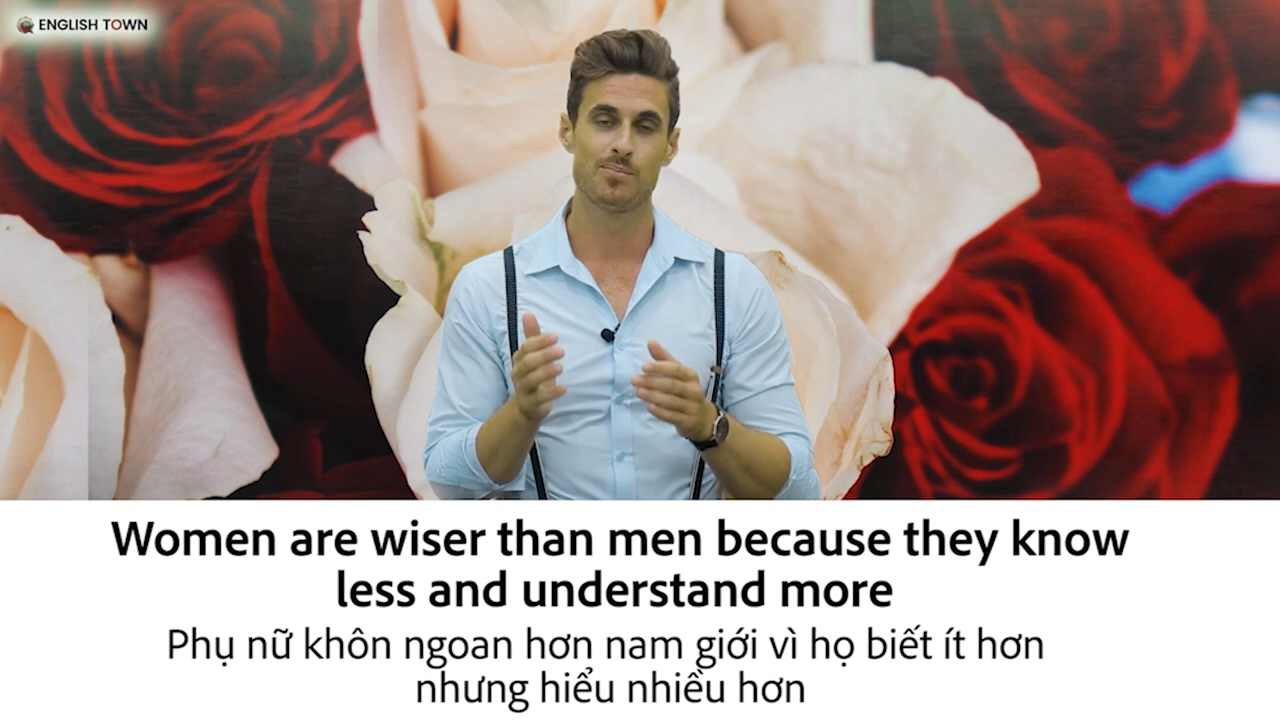 ENGLISH TOWN
Women are wiser than men because they know
less and understand more
Phụ nữ khôn ngoan hơn nam giới vì họ biết ít hơn
nhưng hiểu nhiều hơn